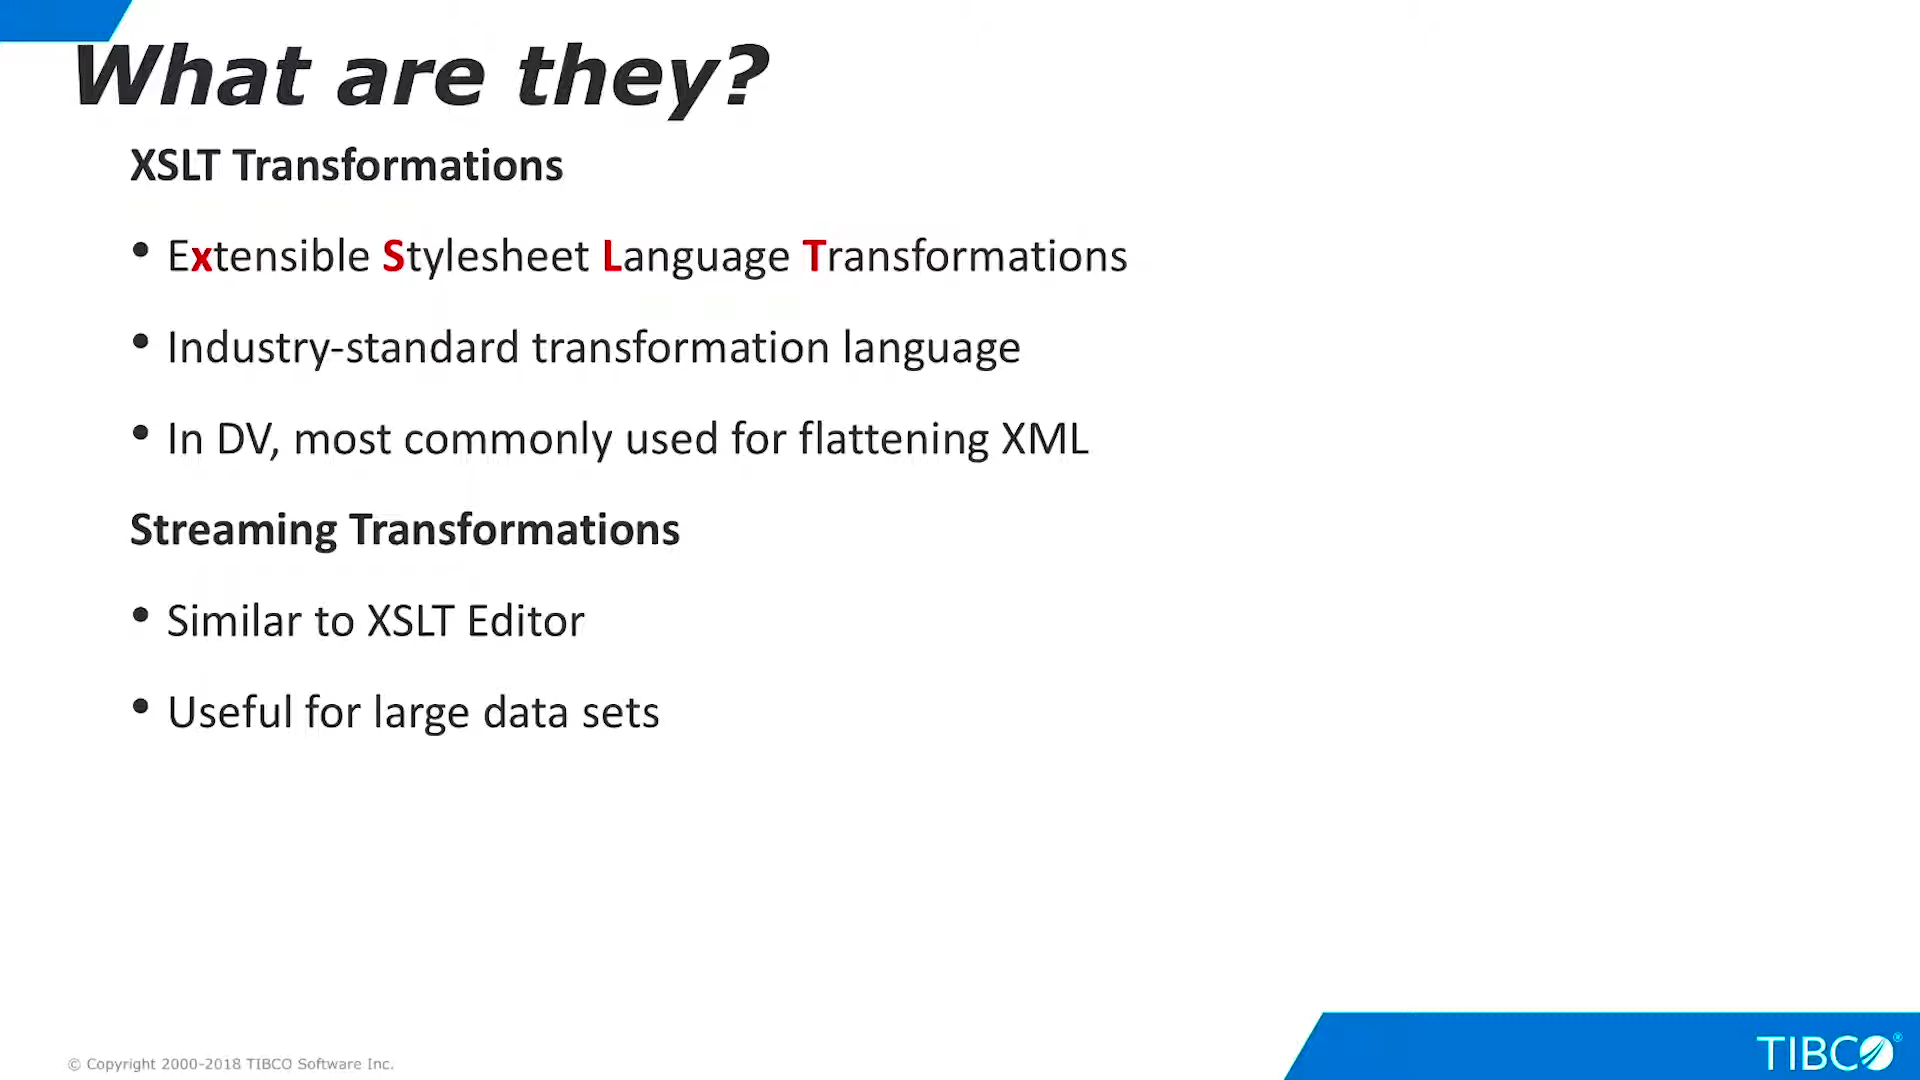 What are they?
XSLT Transformations
• Extensible Stylesheet Language Transformations
• Industry-standard transformation language
• In DV, most commonly used for flattening XML
Streaming Transformations
• Similar to XSLT Editor
• Useful for large data sets
© Copyright 2000-2018 TIBCO Software Inc.
TIBCO®